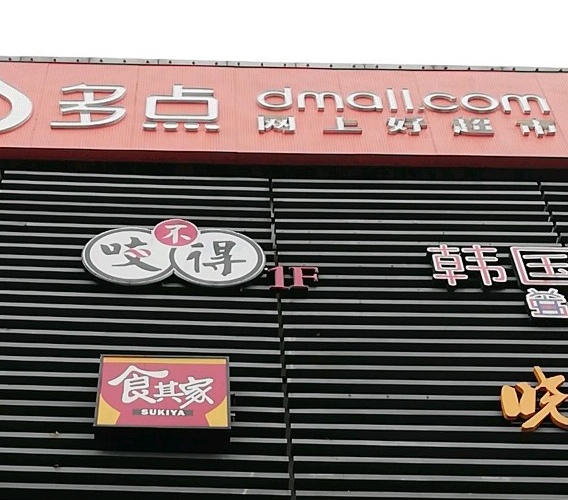 多点 dmall.com
网上好超市
咬不得
1F
韩国
食其家
SUKIYA